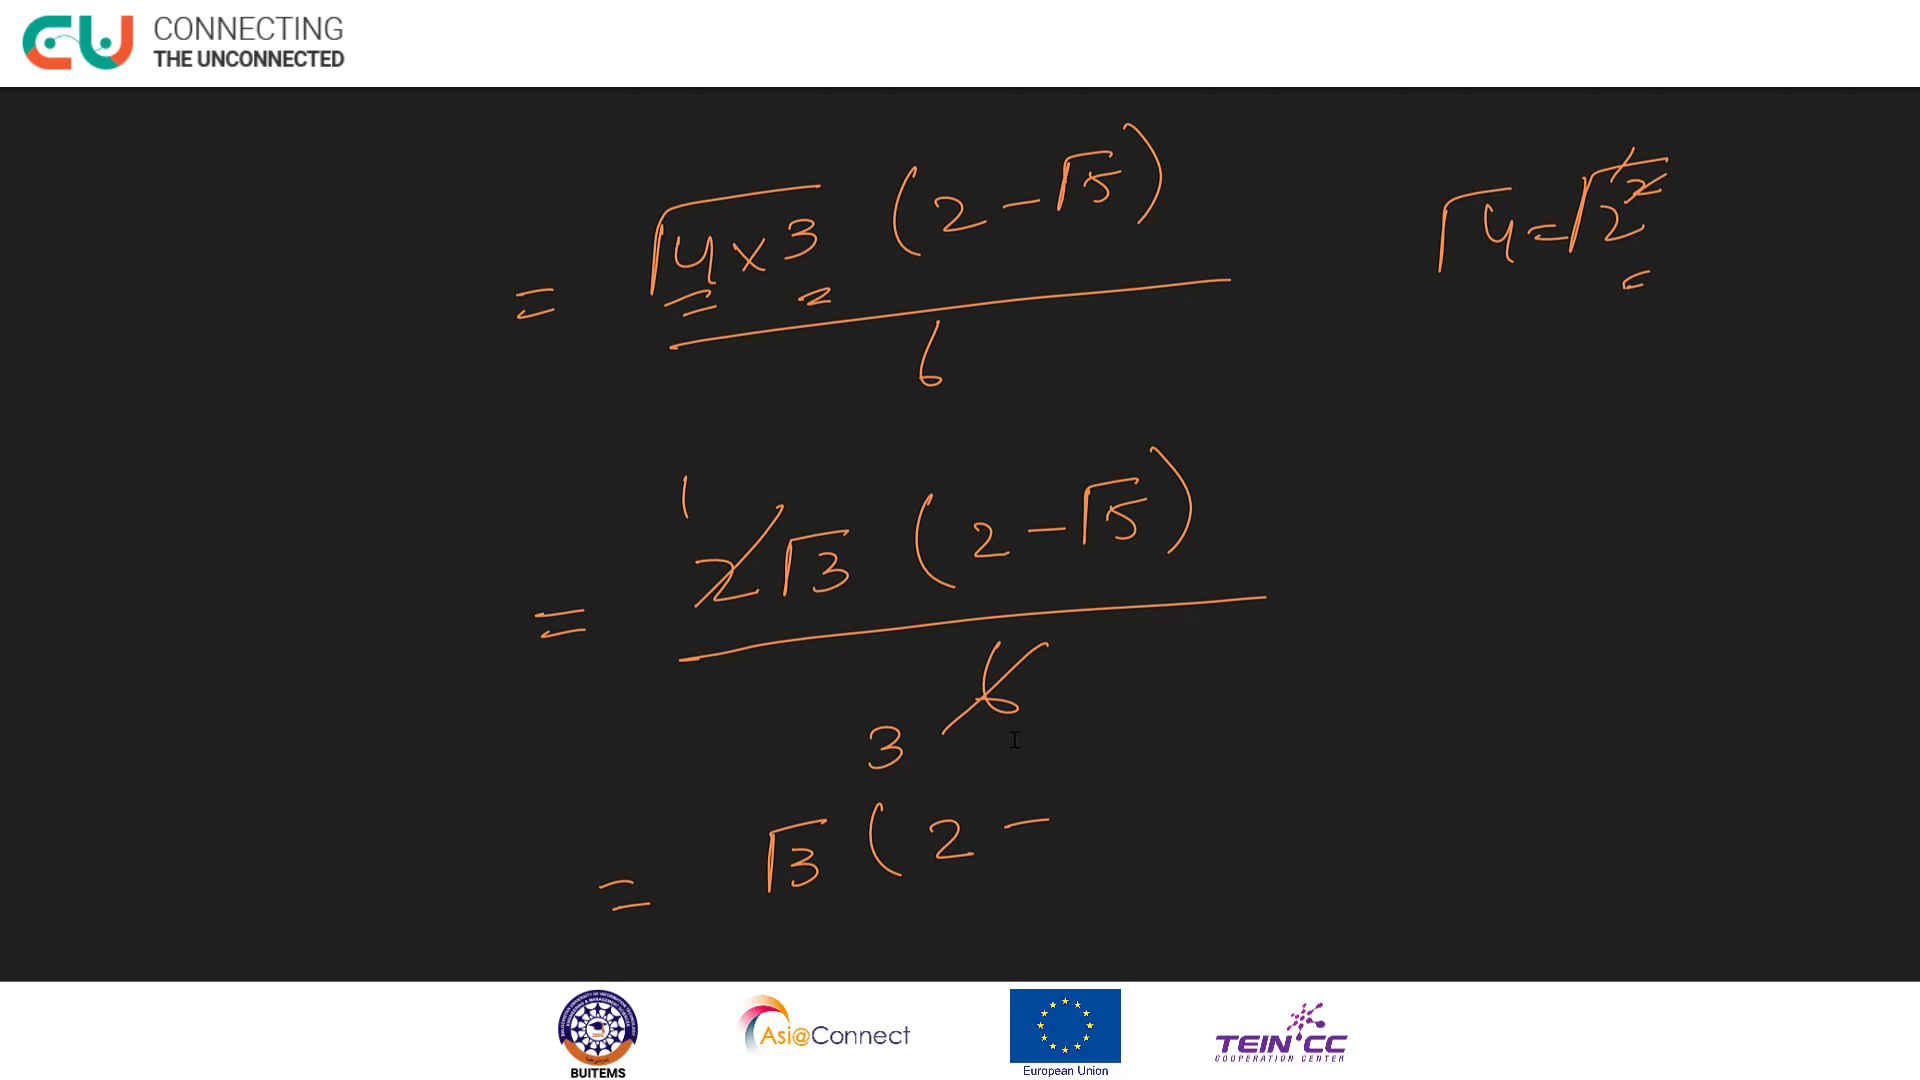 CONNECTING
THE UNCONNECTED
= √4×3 (2-√5) / 6
√4=√2²
= 1 2√3 (2-√5) / 3 6
= √3 (2 -
BUITEMS
Asi@Connect
European Union
TEIN*CC
COOPERATION CENTER